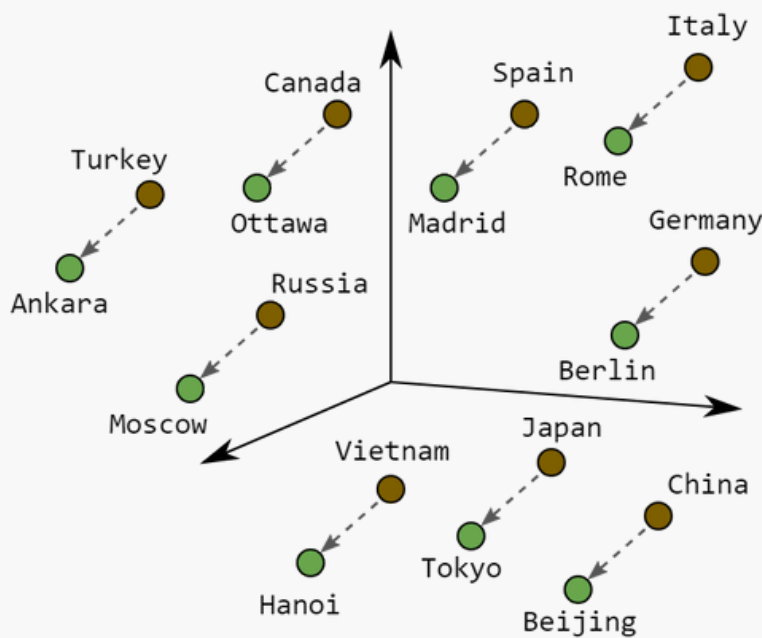 Italy
Spain
Canada
Turkey
Rome
Ottawa
Madrid
Germany
Russia
Ankara
Berlin
Moscow
Japan
Vietnam
China
Tokyo
Hanoi
Beijing